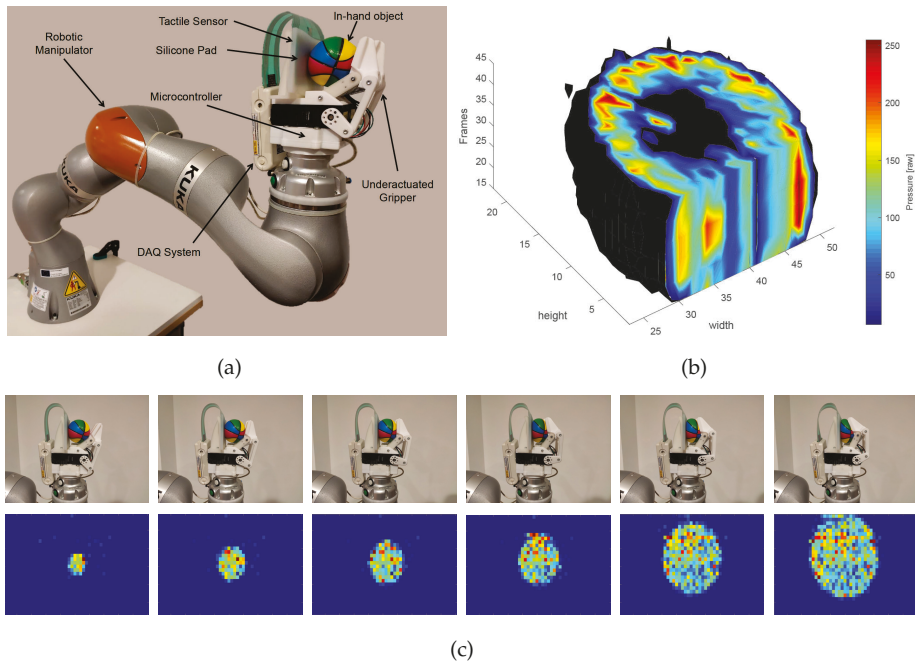 Tactile Sensor
In-hand object
Silicone Pad
Robotic
Manipulator
Microcontroller
KUKA
KUKA
Underactuated
Gripper
DAQ System
(a)
45
40
35
30
25
20
15
Frames
20
15
10
5
height
25
30
35
40
45
50
width
250
200
150
100
50
Pressure [raw]
(b)
(c)